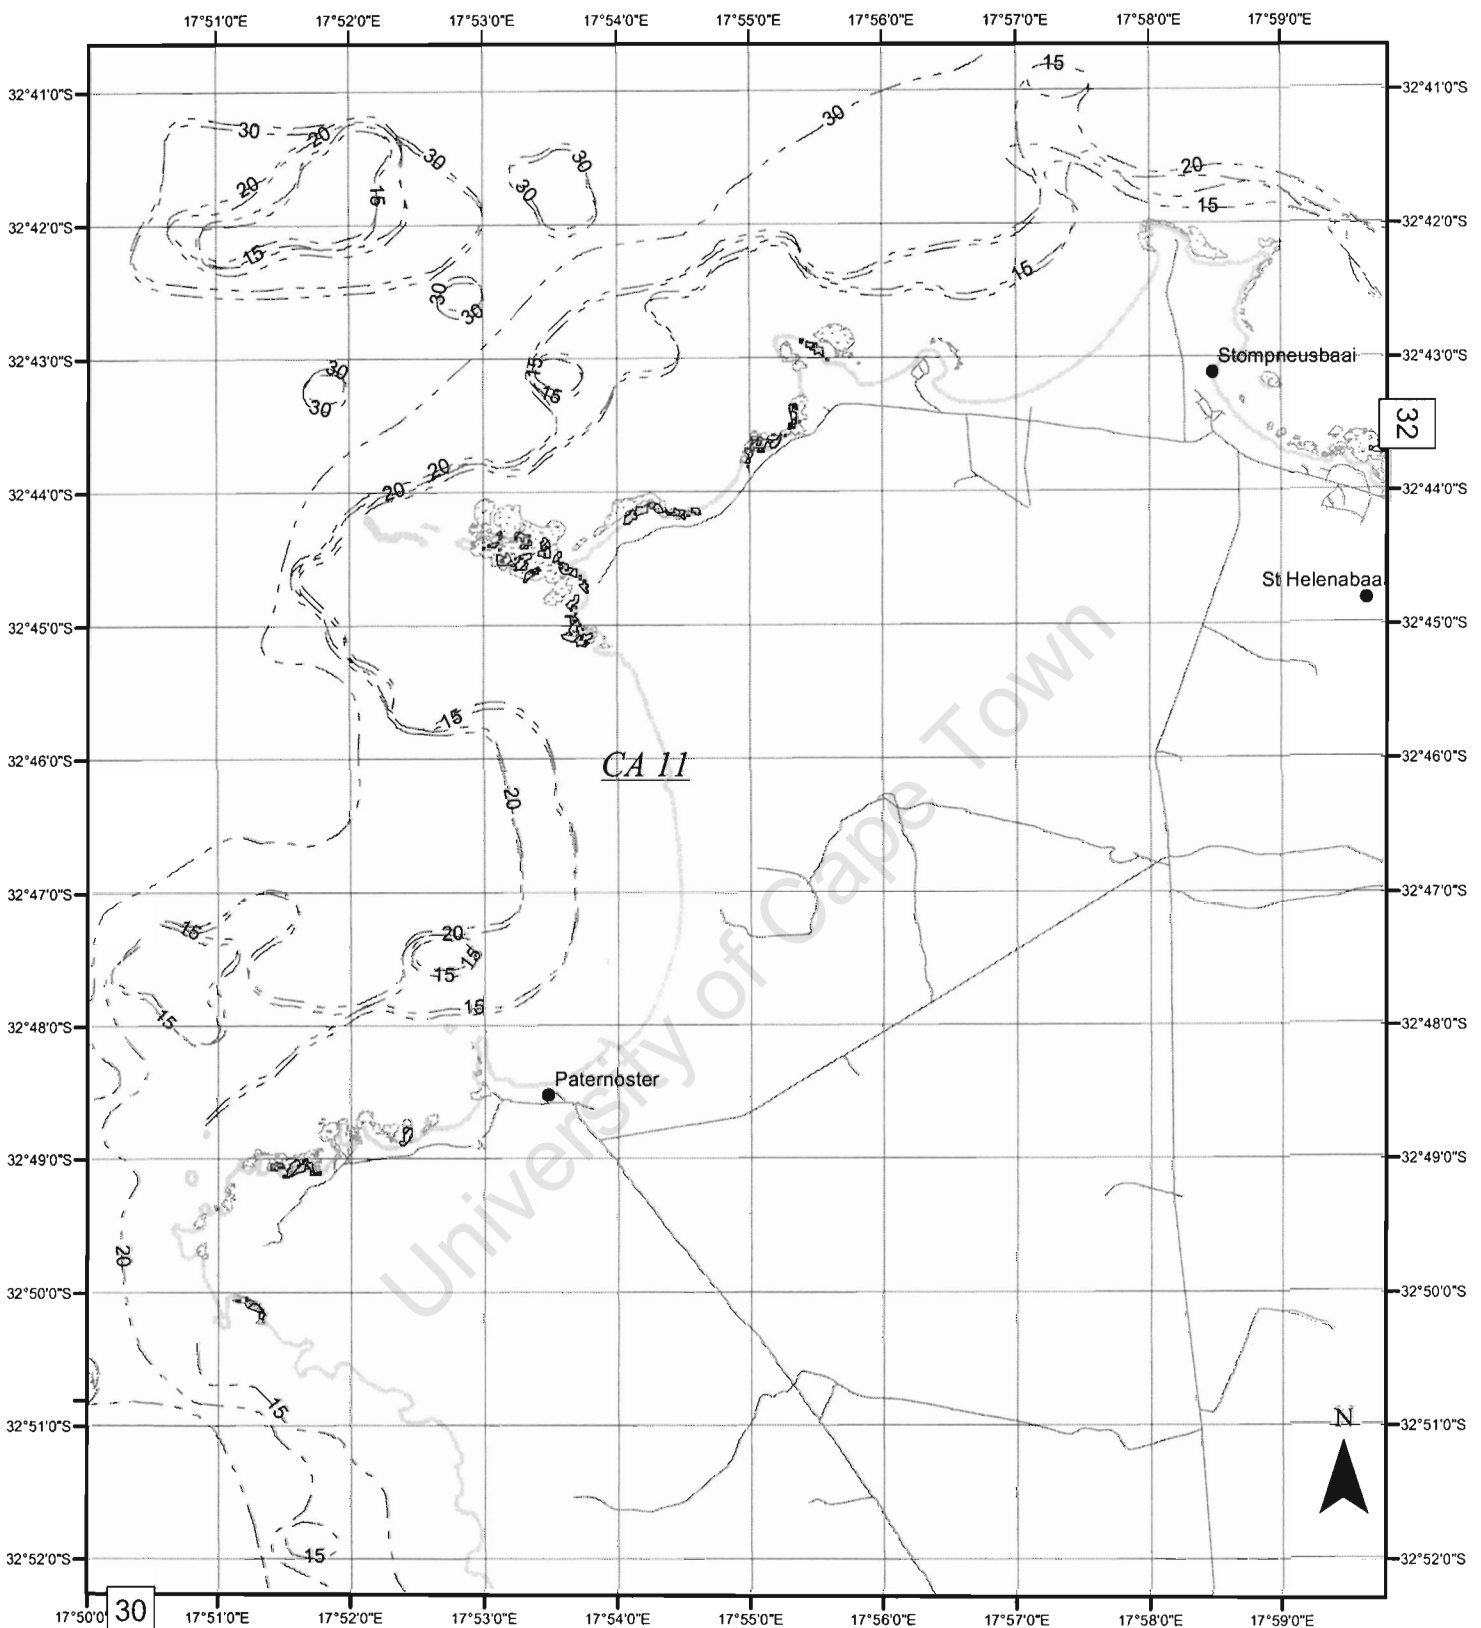 17°51'0"E 17°52'0"E 17°53'0"E 17°54'0"E 17°55'0"E 17°56'0"E 17°57'0"E 17°58'0"E 17°59'0"E
15
32°41'0"S 32°41'0"S
30
30 20 30 30
20
20 15 30 15
32°42'0"S 32°42'0"S
15 15
30 30
32°43'0"S 32°43'0"S
Stompneusbaai
30 15
30 15
32
20
32°44'0"S 20 32°44'0"S
St Helenabaa
32°45'0"S 32°45'0"S
15
32°46'0"S CA 11 32°46'0"S
20
32°47'0"S 32°47'0"S
15 20
15 15
15 15
32°48'0"S 32°48'0"S
Paternoster
32°49'0"S 32°49'0"S
20
32°50'0"S 32°50'0"S
15
32°51'0"S 32°51'0"S
N
15
32°52'0"S 32°52'0"S
30
17°50'0" 17°51'0"E 17°52'0"E 17°53'0"E 17°54'0"E 17°55'0"E 17°56'0"E 17°57'0"E 17°58'0"E 17°59'0"E
University of Cape Town